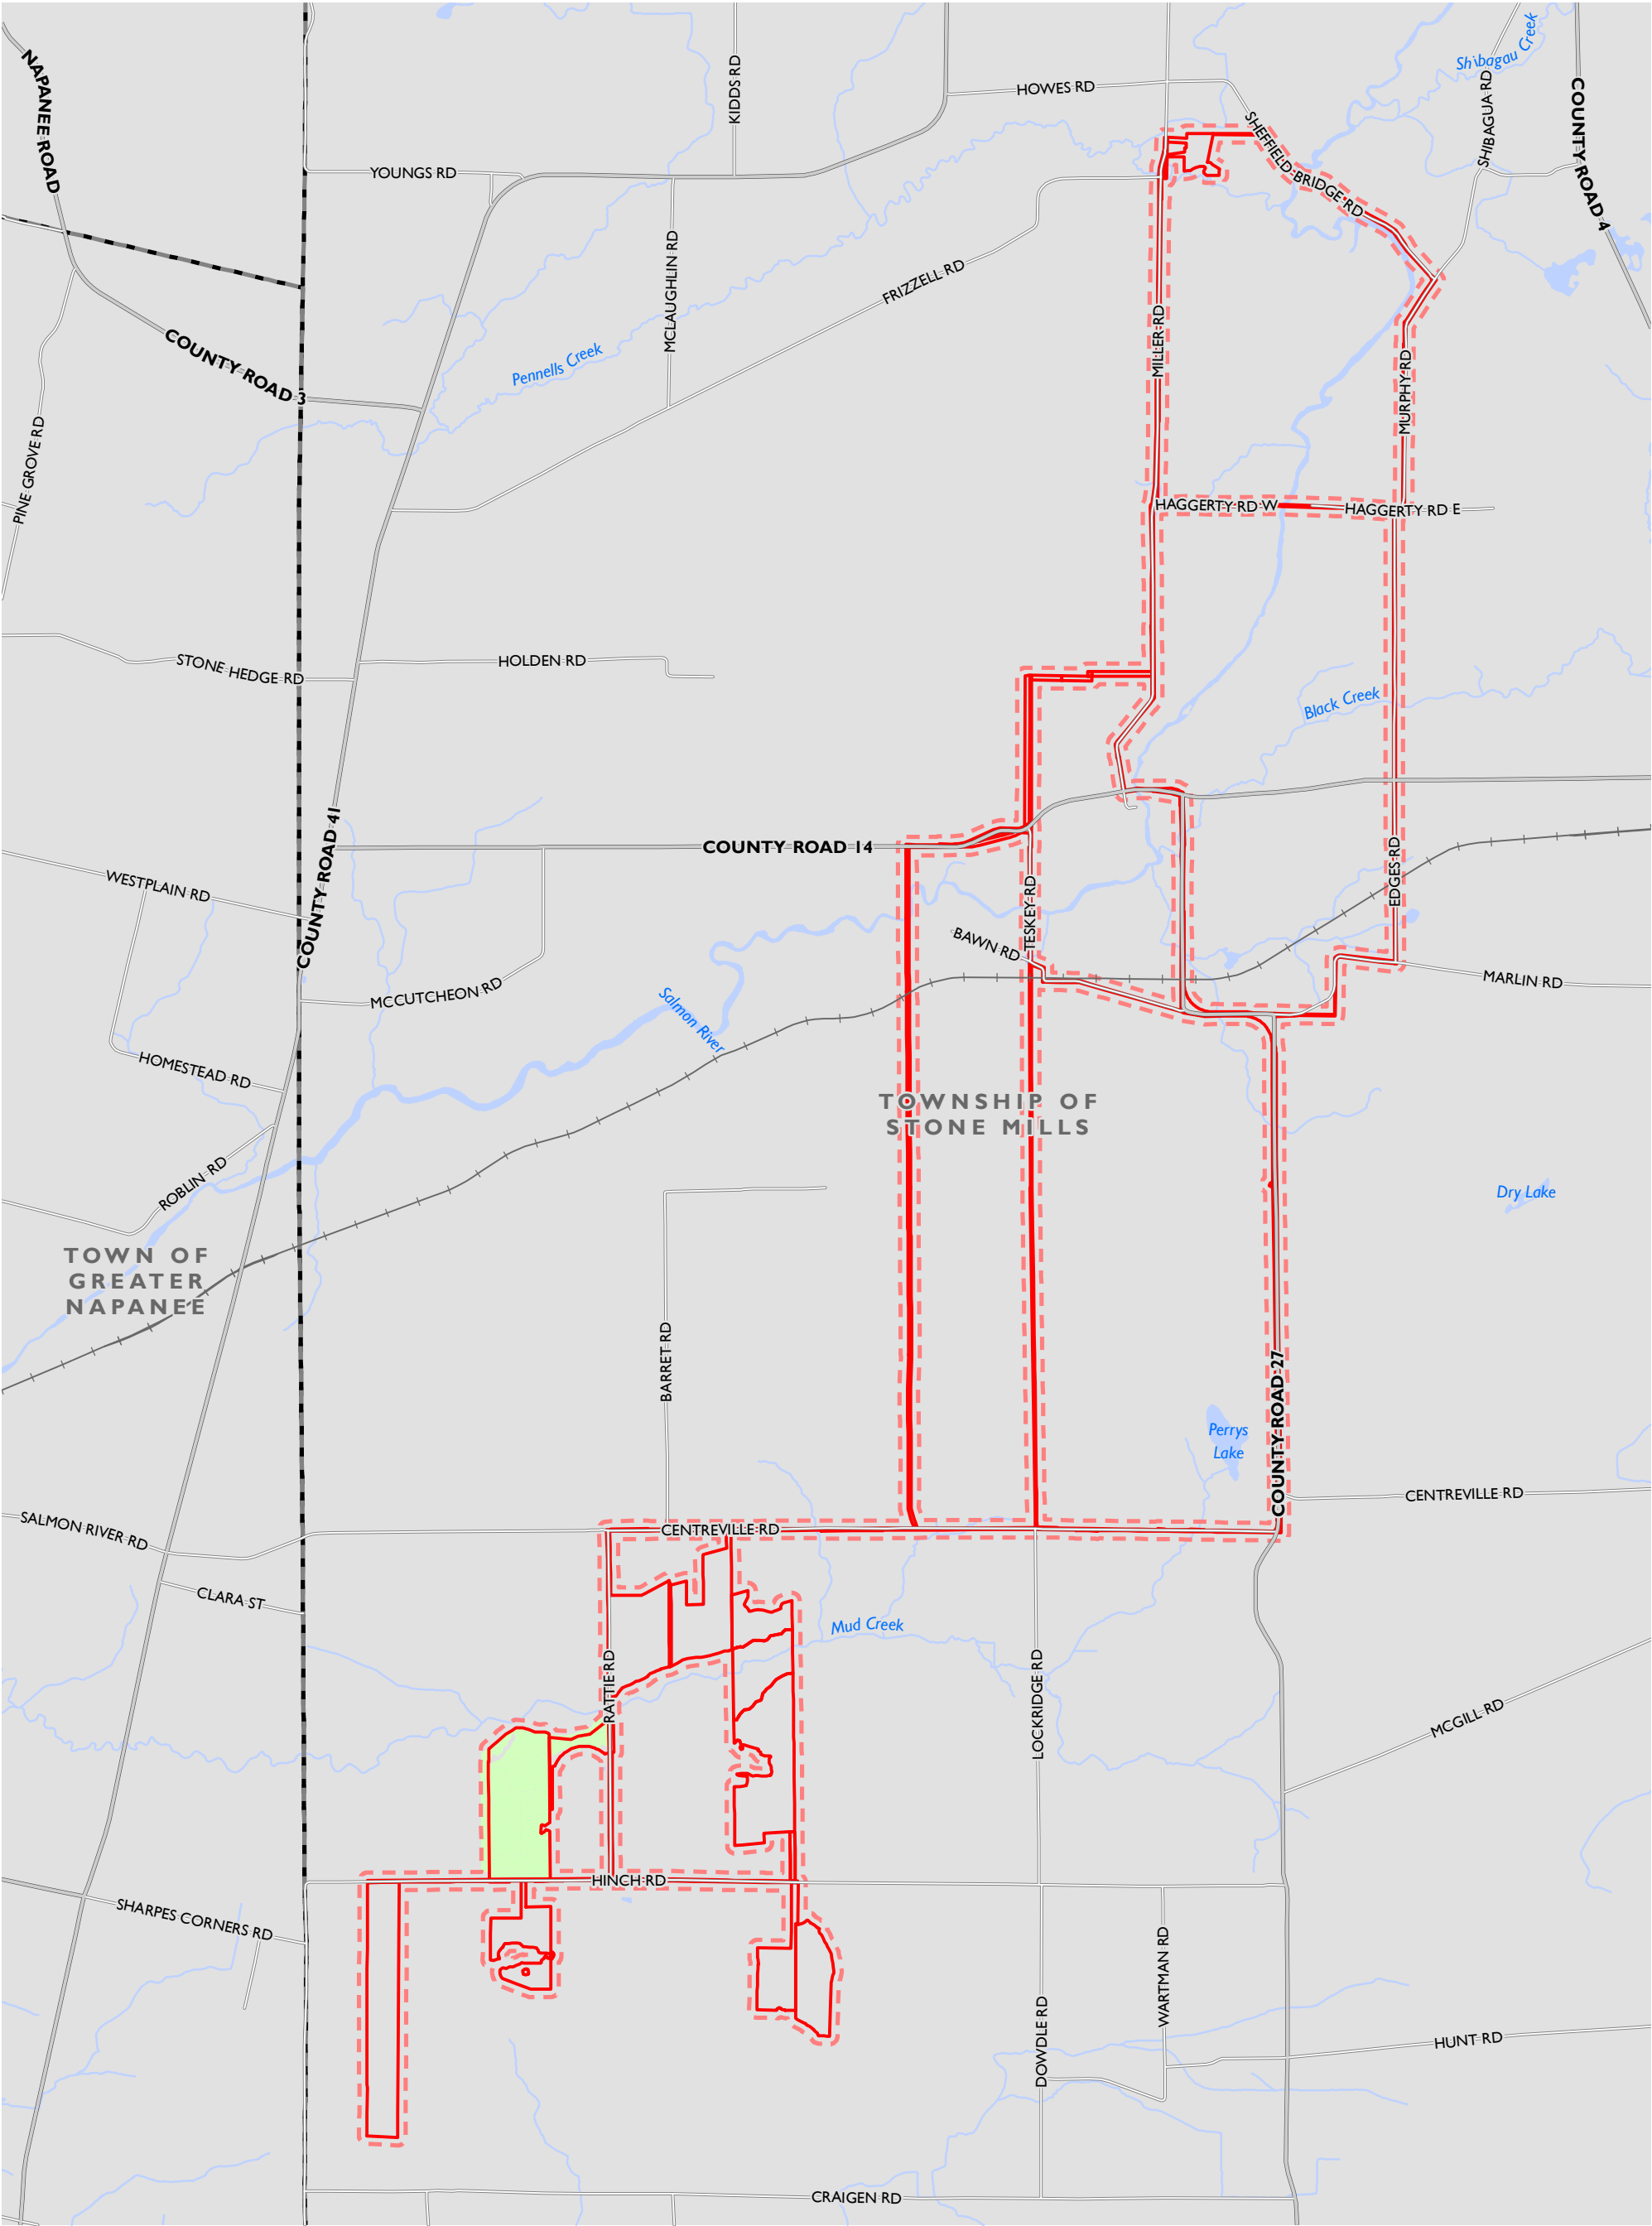 Shibagau Creek
NAPANEE ROAD
KIDDS RD
HOWES RD
SHIBAGUA RD
COUNTY ROAD 4
SHEFFIELD BRIDGE RD
YOUNGS RD
MCLAUGHLIN RD
FRIZZELL RD
MILLER RD
COUNTY ROAD 3
Pennells Creek
MURPHY RD
PINE GROVE RD
HAGGERTY RD W
HAGGERTY RD E
STONE HEDGE RD
HOLDEN RD
Black Creek
COUNTY ROAD 41
COUNTY ROAD 14
WESTPLAIN RD
TESKEY RD
EDGES RD
BAWN RD
MCCUTCHEON RD
MARLIN RD
Salmon River
HOMESTEAD RD
TOWNSHIP OF
STONE MILLS
ROBLIN RD
Dry Lake
TOWN OF
GREATER
NAPANEE
BARRET RD
COUNTY ROAD 27
Perrys
Lake
CENTREVILLE RD
SALMON RIVER RD
CENTREVILLE RD
CLARA ST
Mud Creek
RATTIE RD
LOCKRIDGE RD
MCGILL RD
HINCH RD
SHARPES CORNERS RD
WARTMAN RD
DOWDLE RD
HUNT RD
CRAIGEN RD